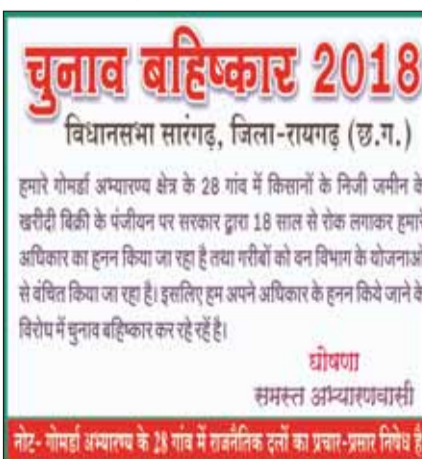 चुनाव बहिष्कार 2018
विधानसभा सारंगढ़, जिला-रायगढ़ (छ.ग.)
हमारे गोमर्डा अभ्यारण्य क्षेत्र के 28 गांव में किसानों के निजी जमीन के
खरीदी बिक्री के पंजीयन पर सरकार द्वारा 18 साल से रोक लगाकर हमारे
अधिकार का हनन किया जा रहा है तथा गरीबों को वन विभाग के योजनाओं
से वंचित किया जा रहा है। इसलिए हम अपने अधिकार के हनन किये जाने के
विरोध में चुनाव बहिष्कार कर रहे रहें है।
घोषणा
समस्त अभ्यारणवासी
नोट- गोमर्डा अभ्यारण्य के 28 गांव में राजनैतिक दलों का प्रचार-प्रसार निषेध है